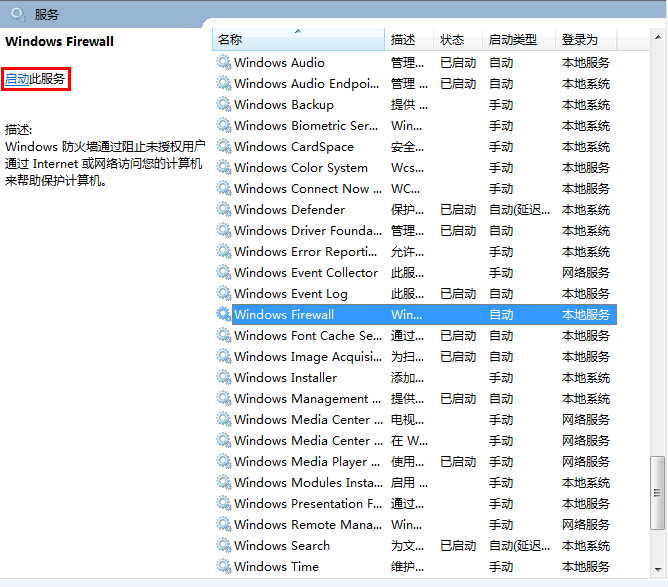 服务
Windows Firewall
启动此服务
描述:
Windows 防火墙通过阻止未授权用户
通过 Internet 或网络访问您的计算机
来帮助保护计算机。
名称 描述 状态 启动类型 登录为
Windows Audio 管理... 已启动 自动 本地服务
Windows Audio Endpoi... 管理 ... 已启动 自动 本地系统
Windows Backup 提供 ... 手动 本地系统
Windows Biometric Ser... Win... 手动 本地系统
Windows CardSpace 安全... 手动 本地系统
Windows Color System Wcs... 手动 本地服务
Windows Connect Now ... WC... 手动 本地服务
Windows Defender 保护... 已启动 自动(延迟... 本地系统
Windows Driver Founda... 管理... 已启动 自动 本地系统
Windows Error Reporti... 允许... 手动 本地系统
Windows Event Collector 此服... 手动 网络服务
Windows Event Log 此服... 已启动 自动 本地服务
Windows Firewall Win... 自动 本地服务
Windows Font Cache Se... 通过... 已启动 自动 本地服务
Windows Image Acquisi... 为扫... 已启动 自动 本地服务
Windows Installer 添加... 手动 本地系统
Windows Management ... 提供... 已启动 自动 本地系统
Windows Media Center ... 电视... 手动 网络服务
Windows Media Center ... 在 W... 手动 网络服务
Windows Media Player ... 使用... 已启动 手动 网络服务
Windows Modules Insta... 启用 ... 手动 本地系统
Windows Presentation F... 通过... 手动 本地服务
Windows Remote Mana... Win... 手动 网络服务
Windows Search 为文... 已启动 自动(延迟... 本地系统
Windows Time 维护... 手动 本地服务